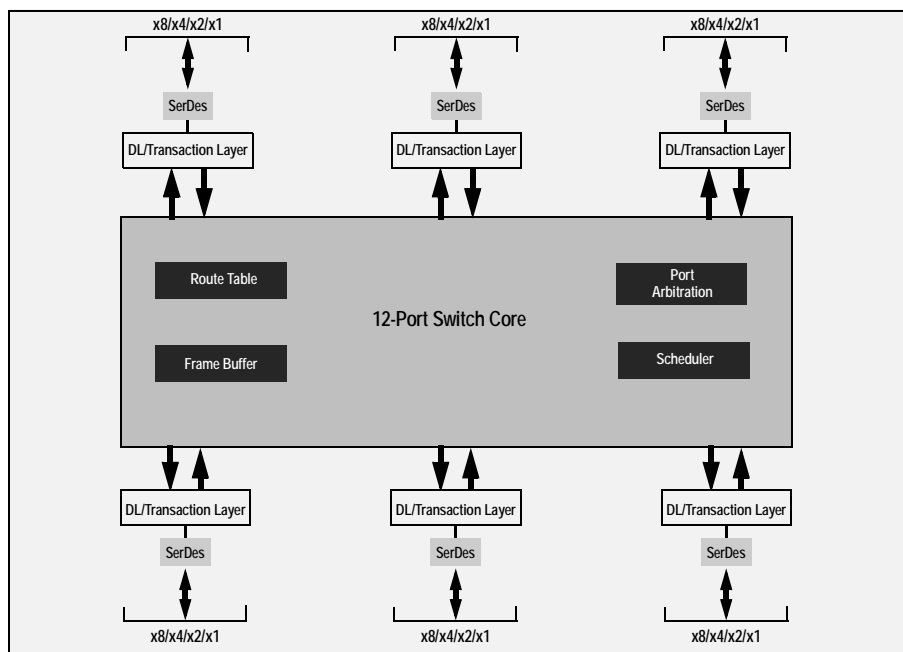 x8/x4/x2/x1
x8/x4/x2/x1
x8/x4/x2/x1
SerDes
SerDes
SerDes
DL/Transaction Layer
DL/Transaction Layer
DL/Transaction Layer
Route Table
Port
Arbitration
12-Port Switch Core
Frame Buffer
Scheduler
DL/Transaction Layer
DL/Transaction Layer
DL/Transaction Layer
SerDes
SerDes
SerDes
x8/x4/x2/x1
x8/x4/x2/x1
x8/x4/x2/x1